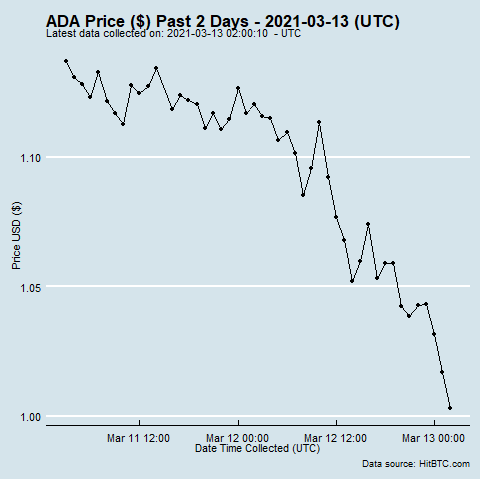 ADA Price ($) Past 2 Days - 2021-03-13 (UTC)
Latest data collected on: 2021-03-13 02:00:10 - UTC
1.10
1.05
1.00
Price USD ($)
Mar 11 12:00 Mar 12 00:00 Mar 12 12:00 Mar 13 00:00
Date Time Collected (UTC)
Data source: HitBTC.com